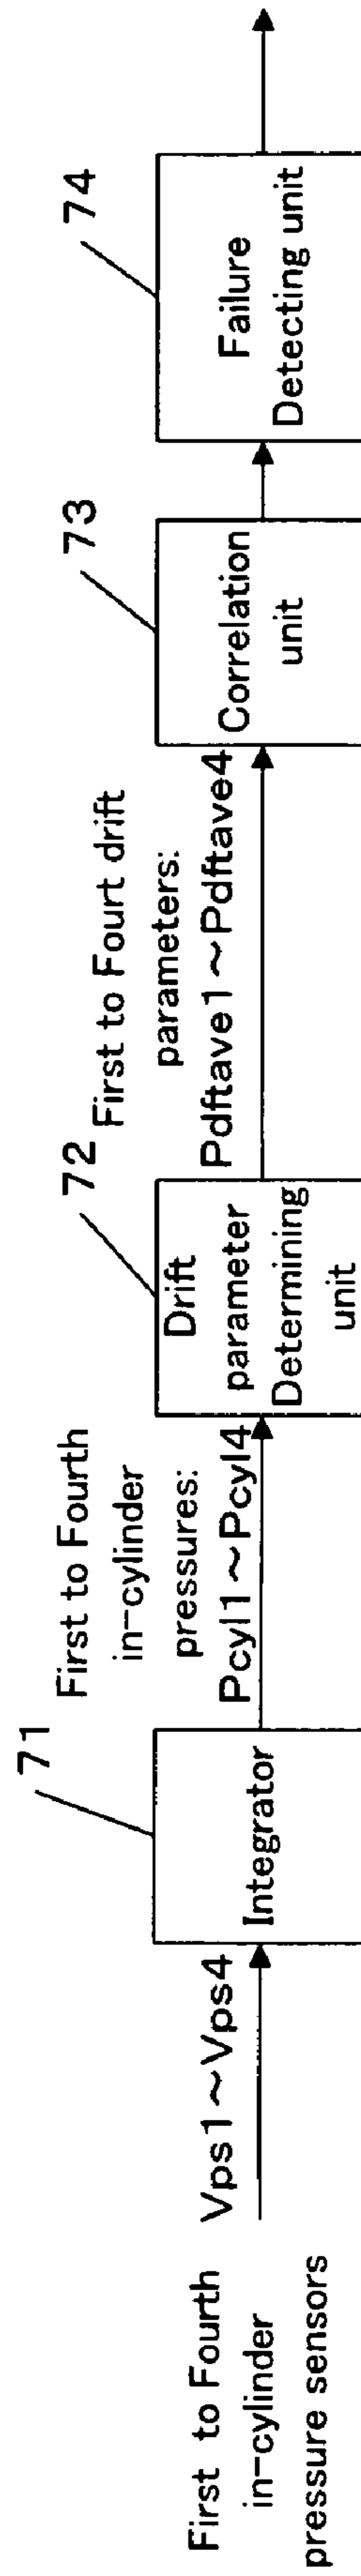 First to Fourth
in-cylinder
pressure sensors
Vps1～Vps4
71
Integrator
First to Fourth
in-cylinder
pressures:
Pcyl1～Pcyl4
72
Drift
parameter
Determining
unit
First to Fourt drift
parameters:
Pdftave1～Pdftave4
73
Correlation
unit
74
Failure
Detecting unit